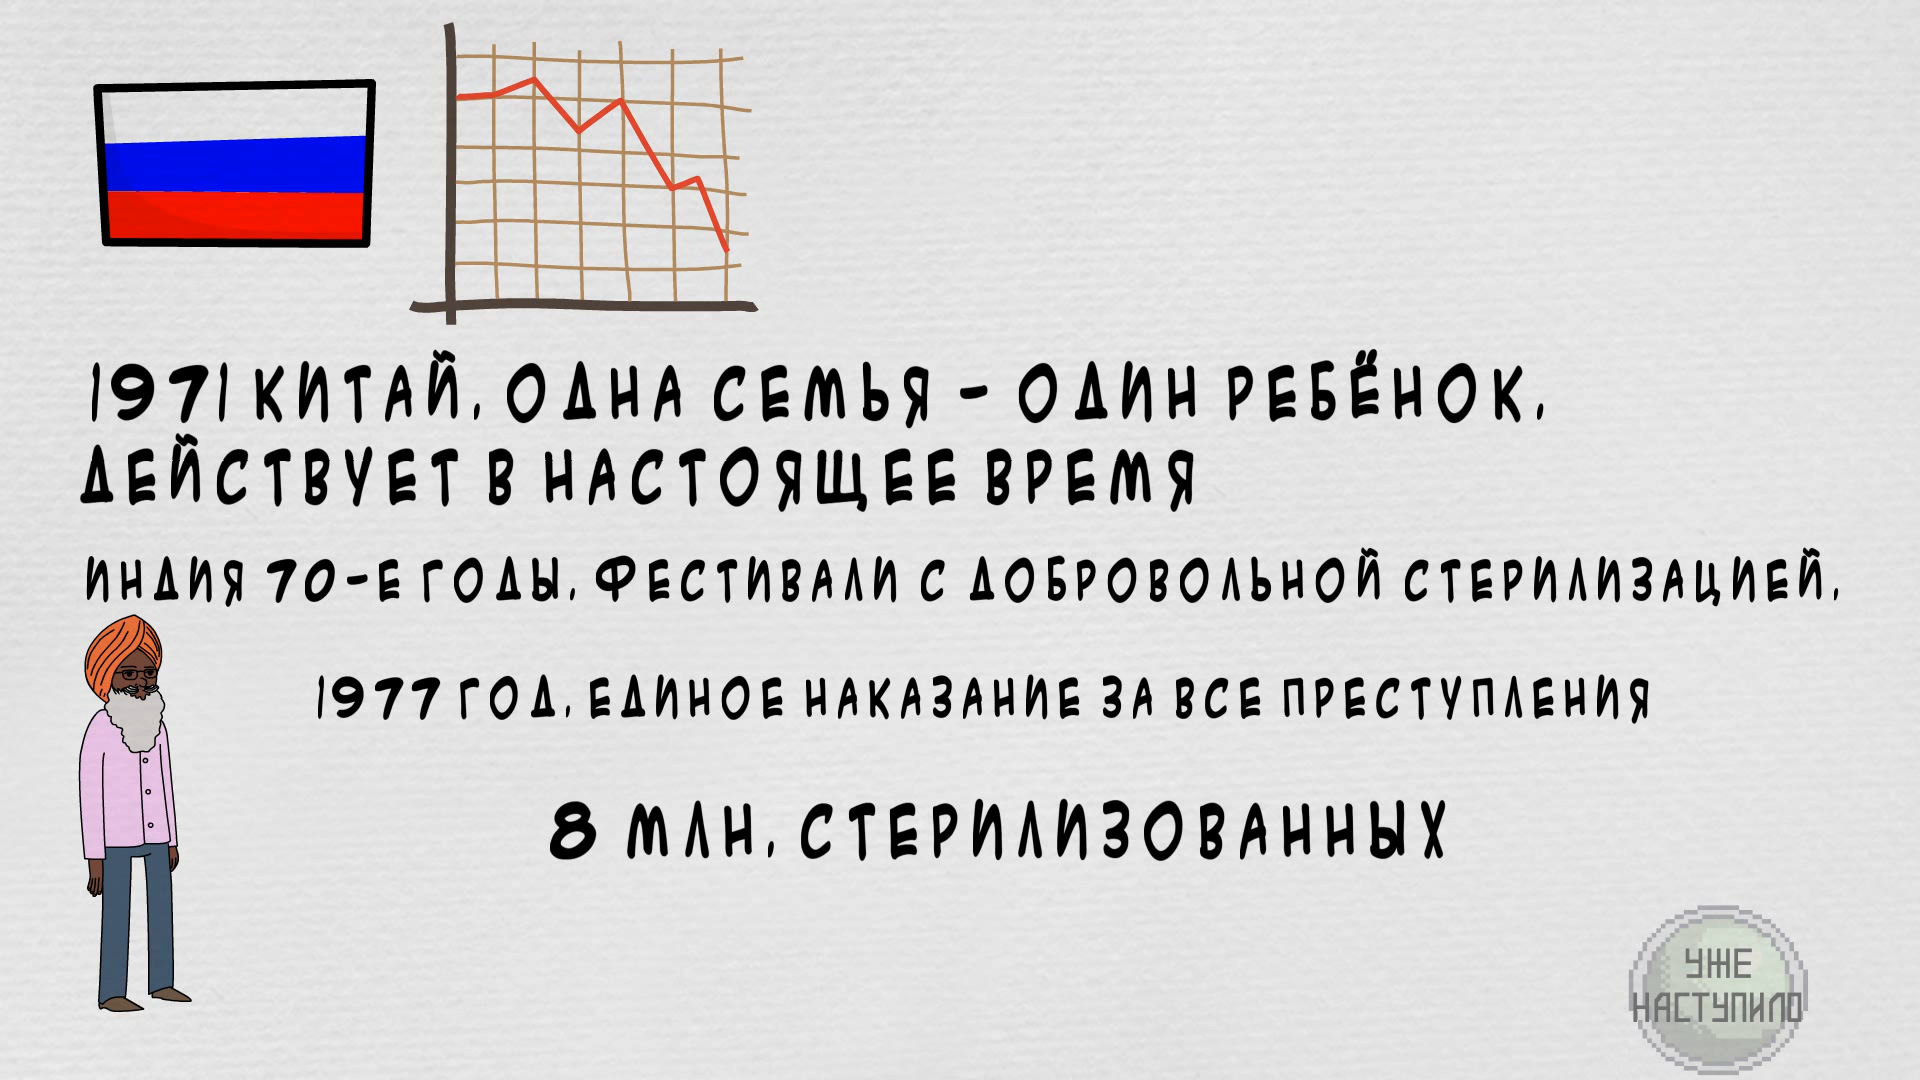 1971 КИТАЙ. ОДНА СЕМЬЯ - ОДИН РЕБЁНОК.
ДЕЙСТВУЕТ В НАСТОЯЩЕЕ ВРЕМЯ
ИНДИЯ 70-Е ГОДЫ. ФЕСТИВАЛИ С ДОБРОВОЛЬНОЙ СТЕРИЛИЗАЦИЕЙ.
1977 ГОД. ЕДИНОЕ НАКАЗАНИЕ ЗА ВСЕ ПРЕСТУПЛЕНИЯ
8 МЛН. СТЕРИЛИЗОВАННЫХ
УЖЕ
НАСТУПИЛО